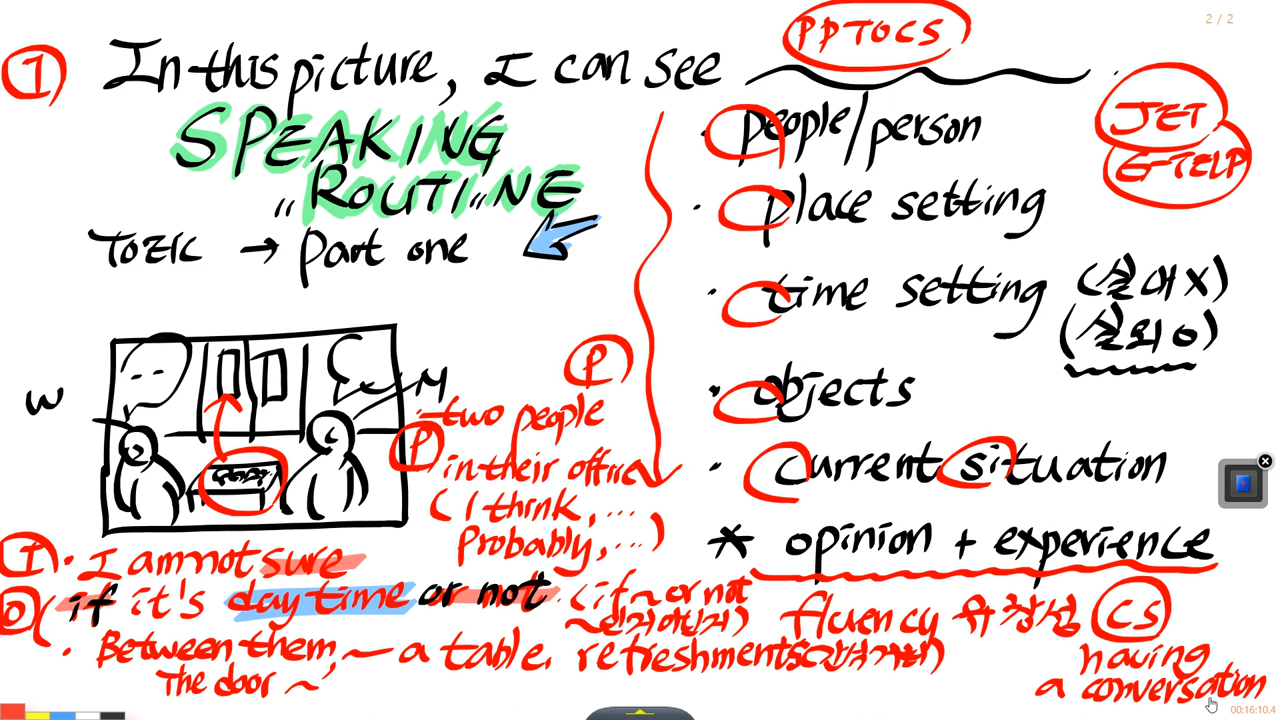 2 / 2
PPTOCS
① In this picture, I can see
SPEAKING
"ROUTINE"
TOEIC → Part one
JET
G-TELP
· people/person
· place setting
· time setting (실내X)
(실외O)
· objects
· current situation
* opinion + experience
W
M
P
· two people
P
in their office
(I think, ...
Probably, ...)
T · I am not sure
O (if it's daytime or not
(if ~ or not
~인지 아닌지)
· Between them, ~ a table. refreshments(간식거리)
The door ~
fluency 유창성
CS
having
a conversation
00:16:10.4